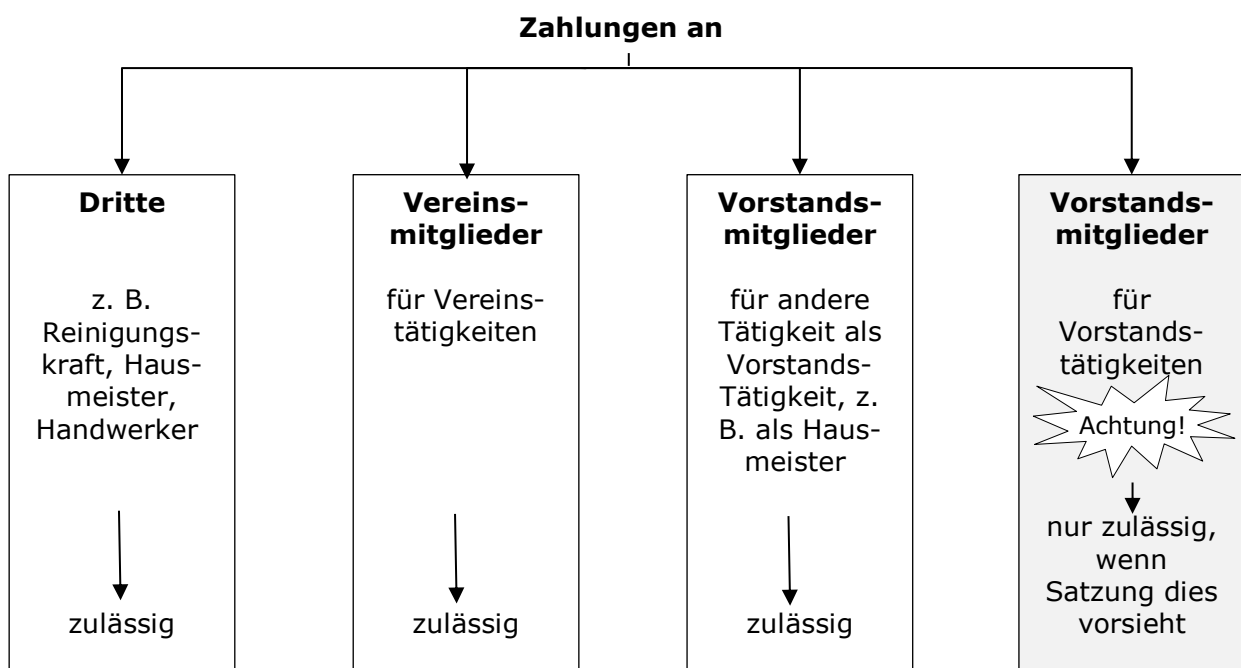 Zahlungen an
Dritte
z. B.
Reinigungs-
kraft, Haus-
meister,
Handwerker
zulässig
Vereins-
mitglieder
für Vereins-
tätigkeiten
zulässig
Vorstands-
mitglieder
für andere
Tätigkeit als
Vorstands-
Tätigkeit, z.
B. als Haus-
meister
zulässig
Vorstands-
mitglieder
für
Vorstands-
tätigkeiten
Achtung!
nur zulässig,
wenn
Satzung dies
vorsieht